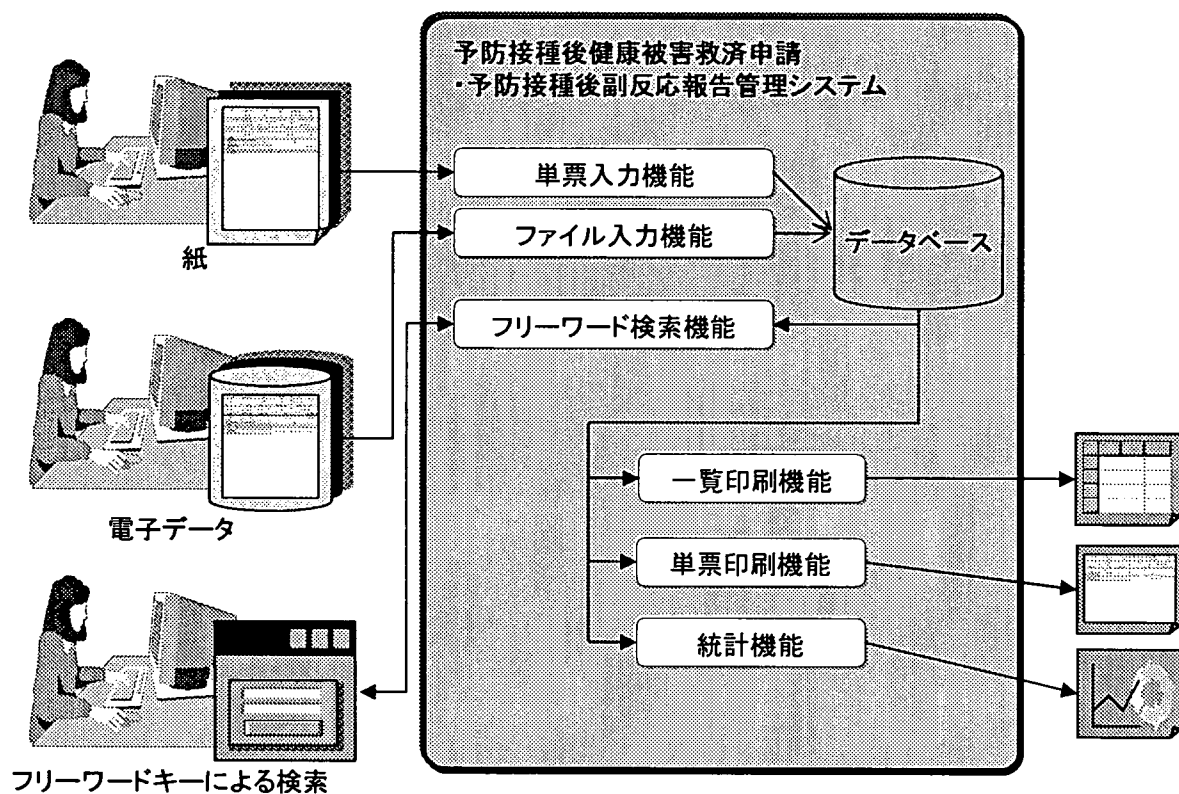 予防接種後健康被害救済申請
・予防接種後副反応報告管理システム
単票入力機能
ファイル入力機能
データベース
紙
フリーワード検索機能
電子データ
一覧印刷機能
単票印刷機能
統計機能
フリーワードキーによる検索